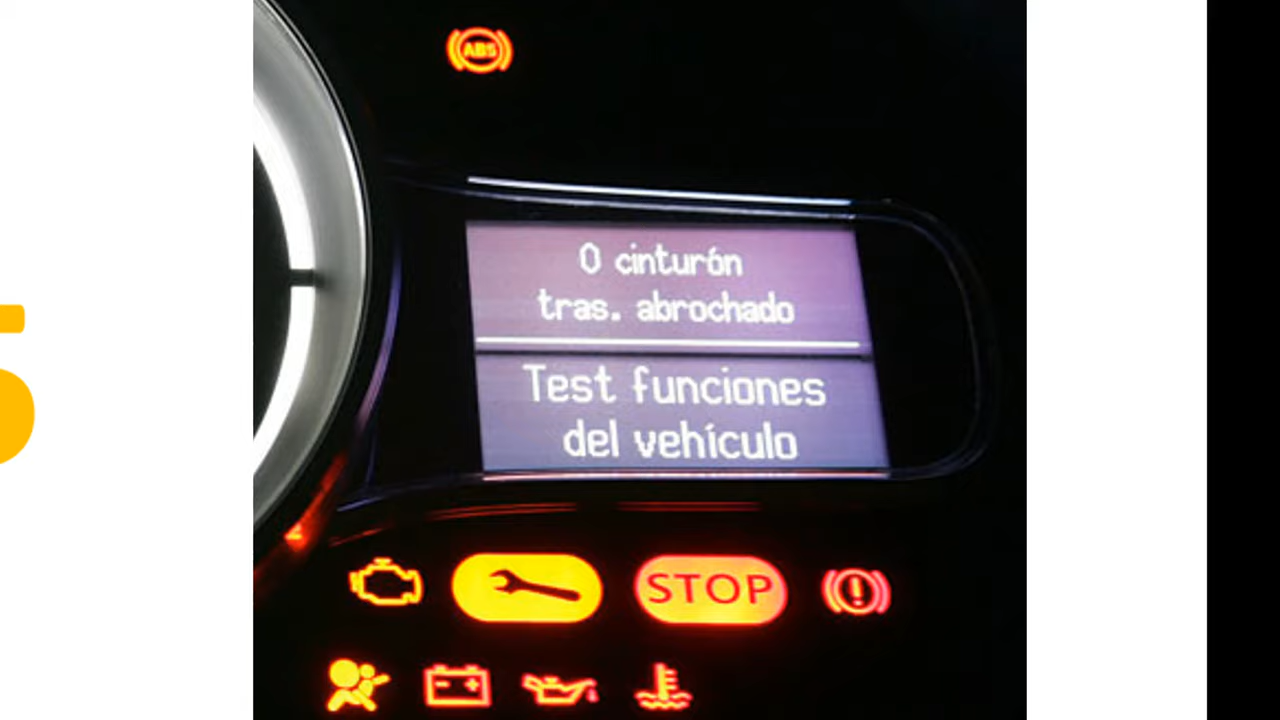 ABS
0 cinturón
tras. abrochado
Test funciones
del vehículo
STOP